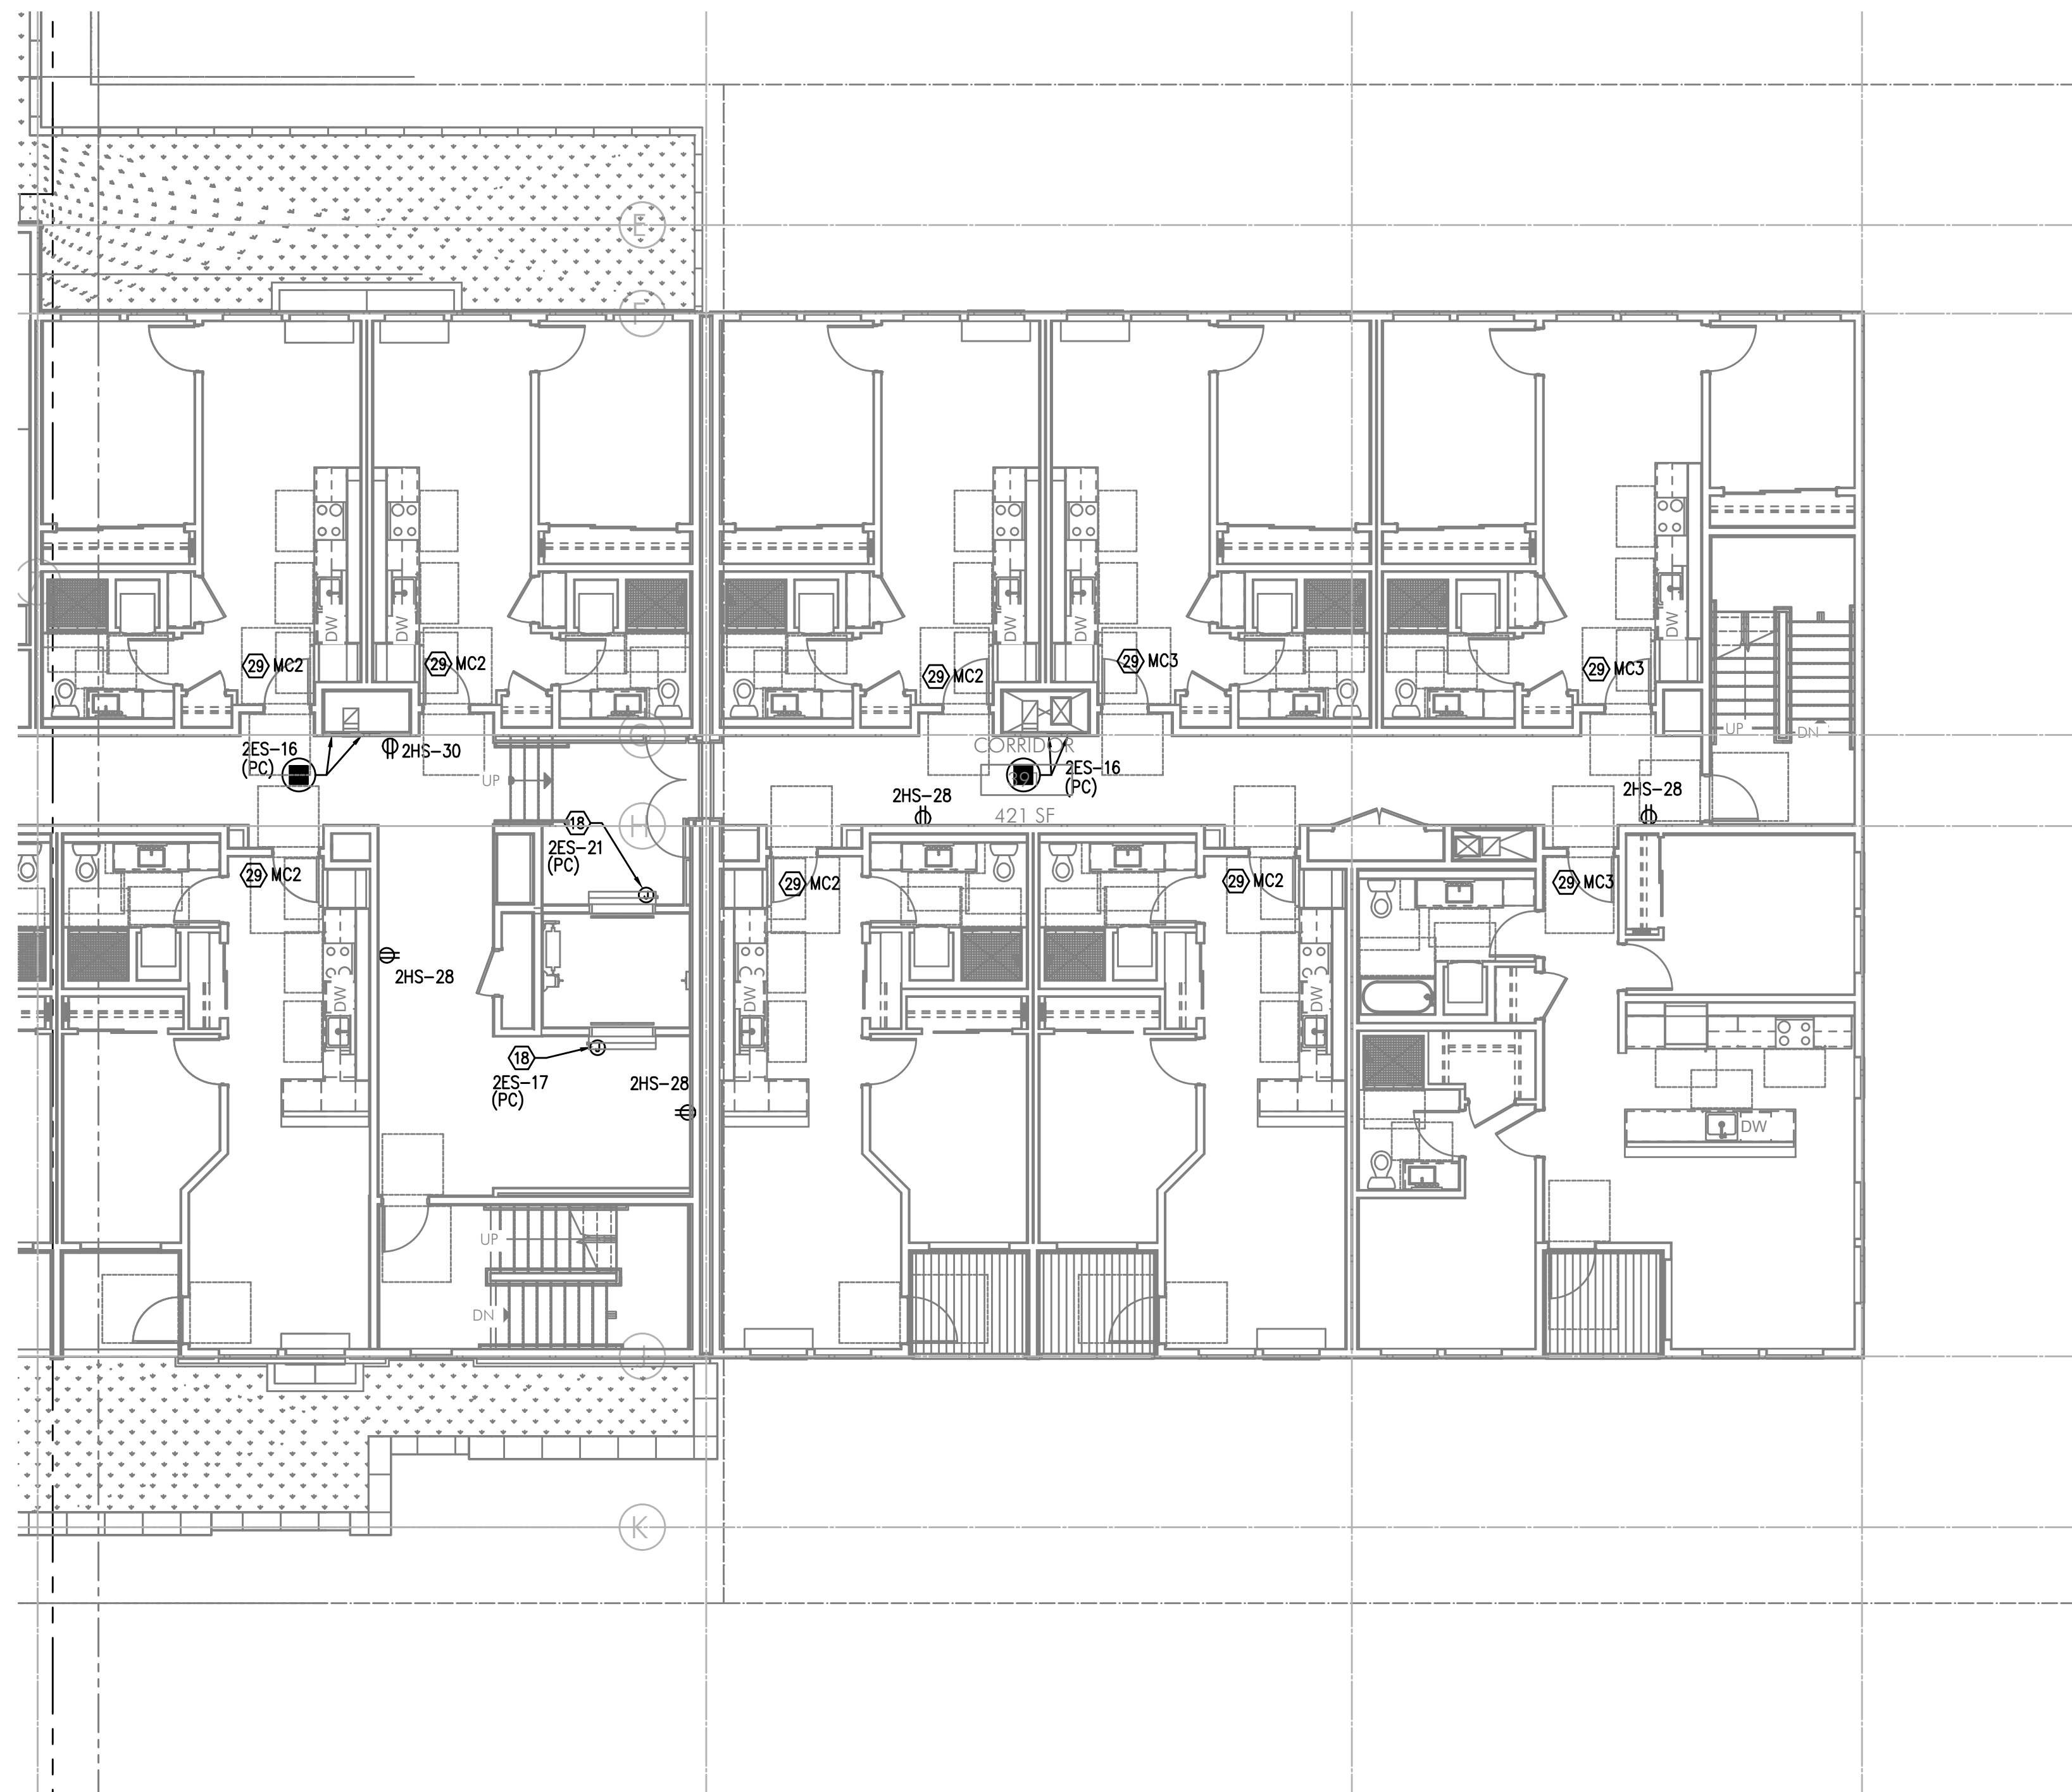 E
F
DW
DW
DW
DW
DW
29 MC2
29 MC2
29 MC2
29 MC3
29 MC3
G
2ES-16
(PC)
2HS-30
UP
CORRIDOR
2ES-16
(PC)
UP
DN
2HS-28
2HS-28
421 SF
18
H
2ES-21
(PC)
29 MC2
29 MC2
29 MC2
29 MC3
J
2HS-28
DW
DW
DW
J
18
2ES-17
(PC)
2HS-28
DW
UP
DN
J
K